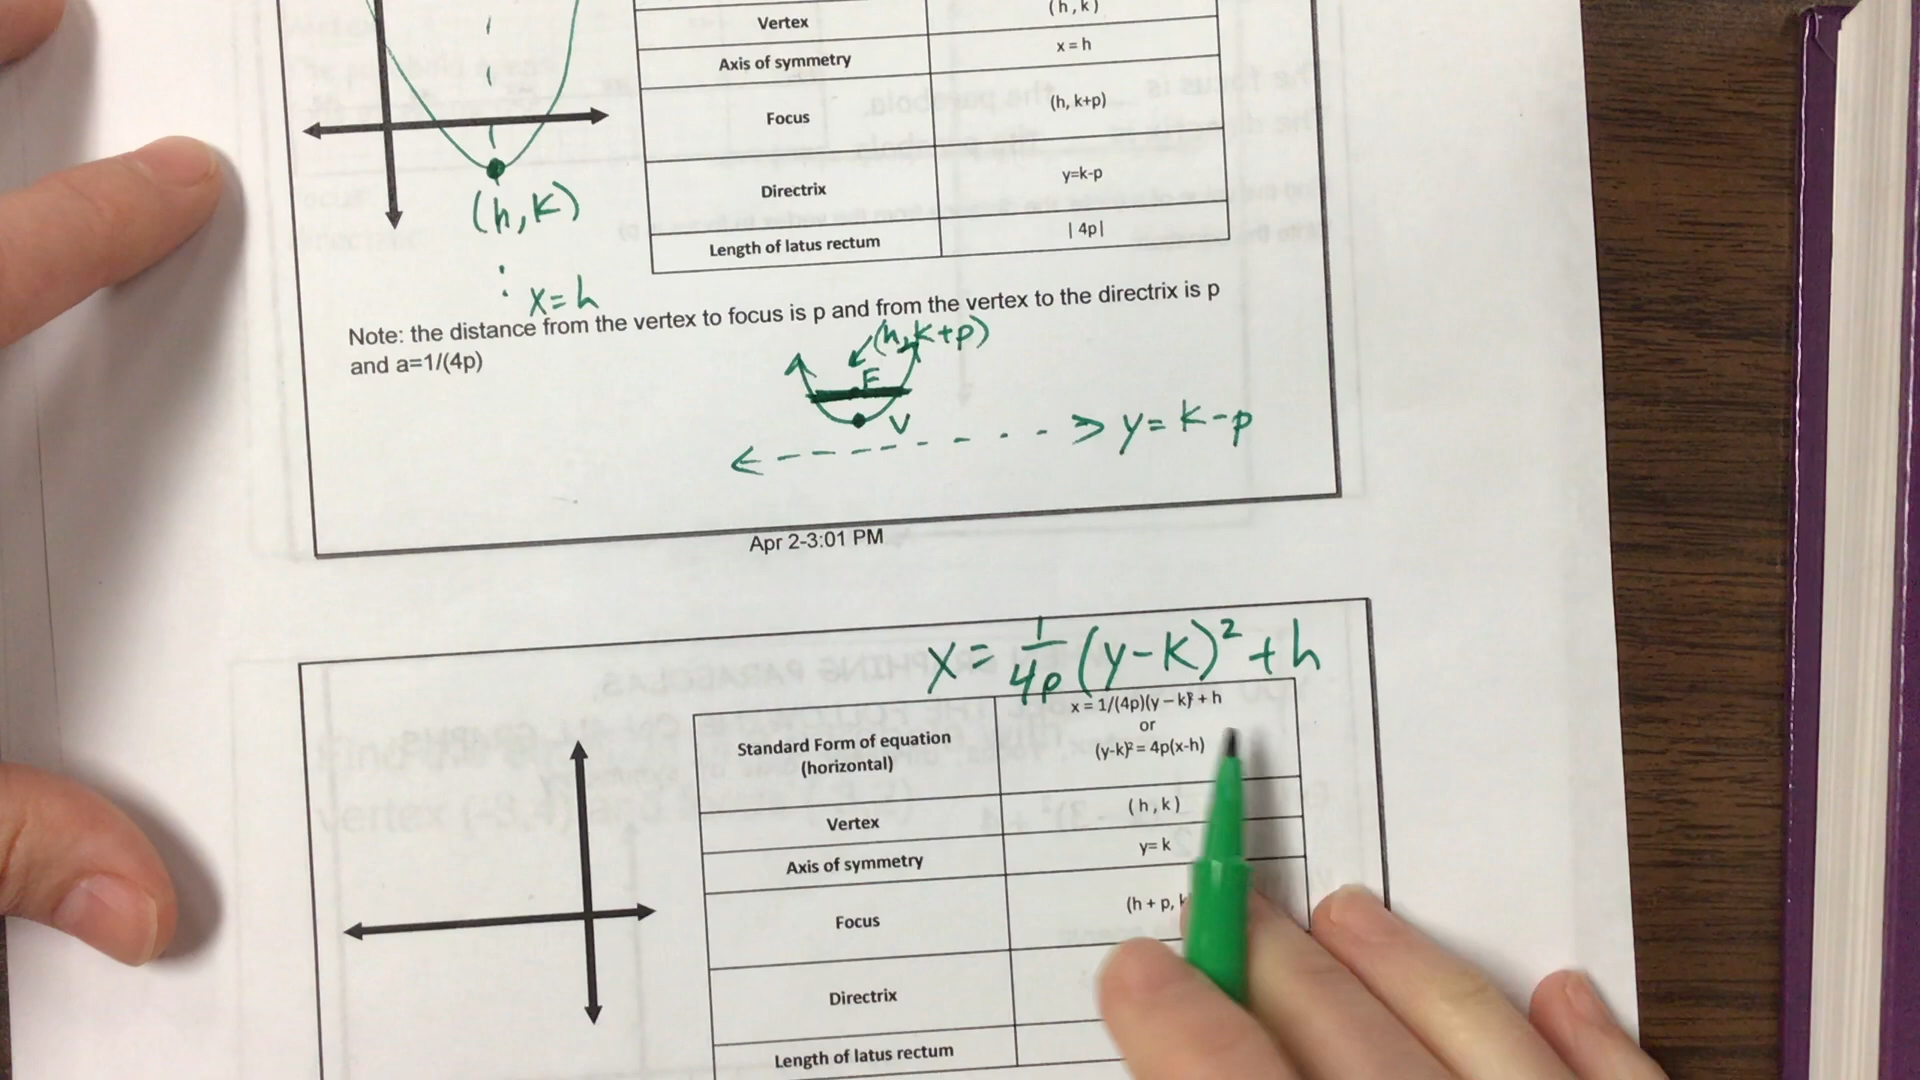 Vertex
(h,k)
Axis of symmetry
x = h
Focus
(h, k+p)
Directrix
y=k-p
Length of latus rectum
| 4p|
(h,k)
x=h
Note: the distance from the vertex to focus is p and from the vertex to the directrix is p
and a=1/(4p)
(h,k+p)
F
V
y= k-p
Apr 2-3:01 PM
x= 1/4p (y-k)² +h
Standard Form of equation
(horizontal)
x = 1/(4p)(y – k)² + h
or
(y-k)² = 4p(x-h)
Vertex
(h,k)
Axis of symmetry
y= k
Focus
(h + p,
Directrix
Length of latus rectum